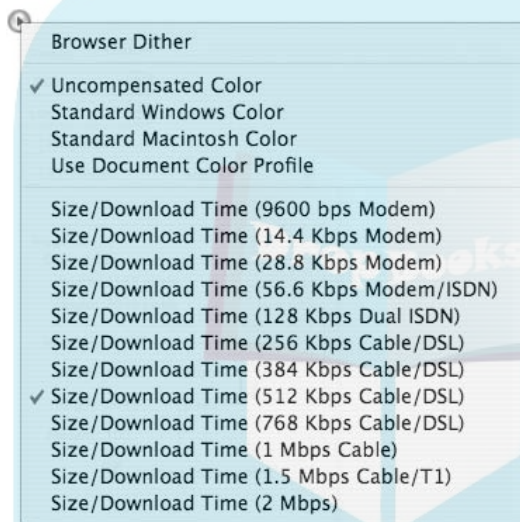 Browser Dither
Uncompensated Color
Standard Windows Color
Standard Macintosh Color
Use Document Color Profile
Size/Download Time (9600 bps Modem)
Size/Download Time (14.4 Kbps Modem)
Size/Download Time (28.8 Kbps Modem)
Size/Download Time (56.6 Kbps Modem/ISDN)
Size/Download Time (128 Kbps Dual ISDN)
Size/Download Time (256 Kbps Cable/DSL)
Size/Download Time (384 Kbps Cable/DSL)
Size/Download Time (512 Kbps Cable/DSL)
Size/Download Time (768 Kbps Cable/DSL)
Size/Download Time (1 Mbps Cable)
Size/Download Time (1.5 Mbps Cable/T1)
Size/Download Time (2 Mbps)